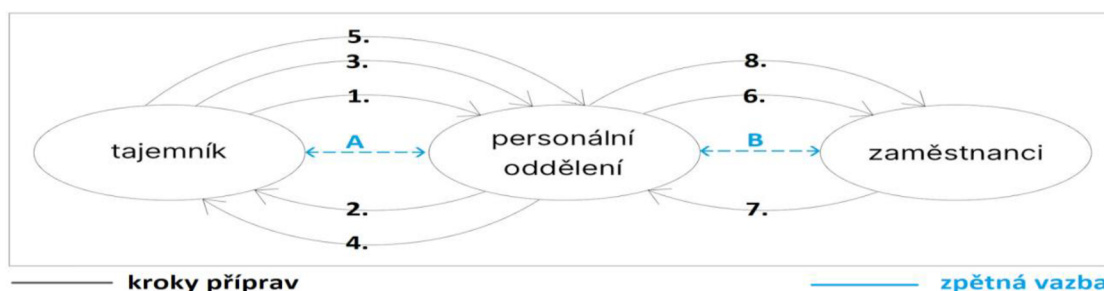 5.
3.
1.
8.
6.
tajemník
A
personální
oddělení
B
zaměstnanci
2.
4.
7.
kroky příprav
zpětná vazba